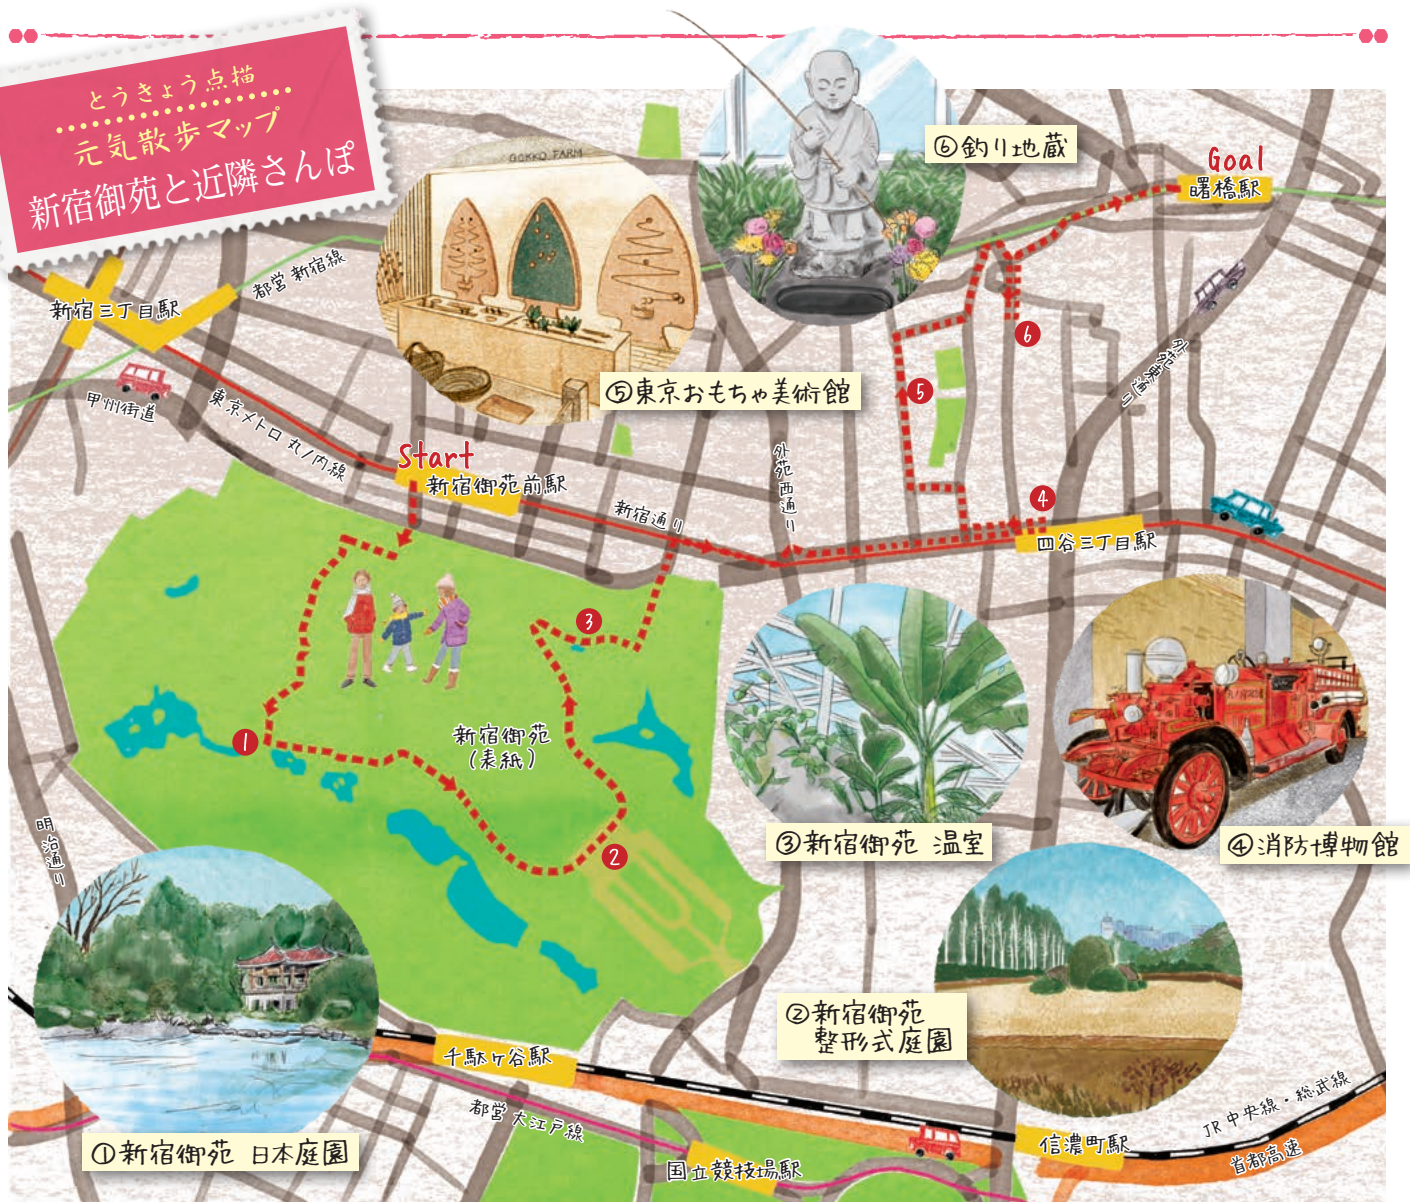 とうきょう点描
元気散歩マップ
新宿御苑と近隣さんぽ
GOKKO FARM
⑥釣り地蔵
Goal
曙橋駅
都営 新宿線
新宿三丁目駅
甲州街道
東京メトロ 丸ノ内線
⑤東京おもちゃ美術館
外苑東通り
6
5
Start
新宿御苑前駅
新宿通り
外苑西通り
4
四谷三丁目駅
3
1
新宿御苑
(表紙)
2
③新宿御苑 温室
④消防博物館
明治通り
②新宿御苑
整形式庭園
千駄ヶ谷駅
都営 大江戸線
①新宿御苑 日本庭園
国立競技場駅
信濃町駅
JR 中央線・総武線
首都高速